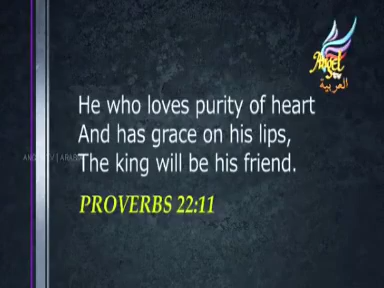 Angel
العربية
He who loves purity of heart
And has grace on his lips,
The king will be his friend.
PROVERBS 22:11